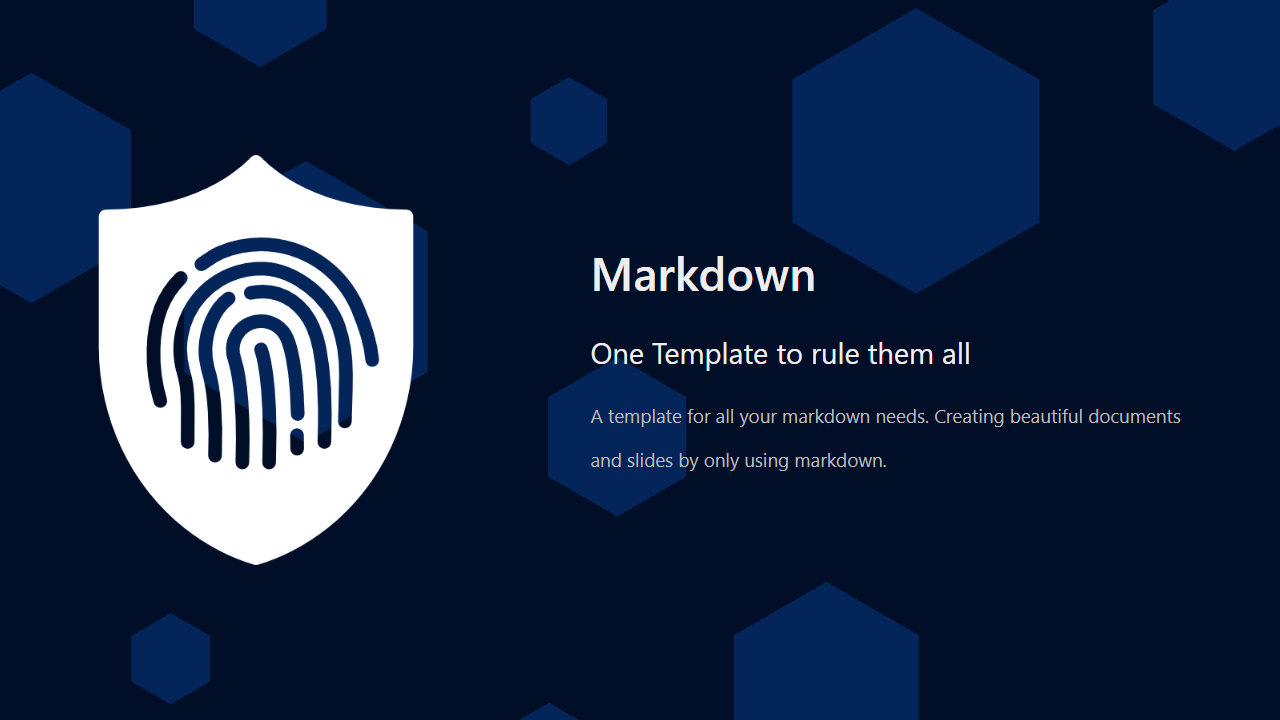 Markdown
One Template to rule them all
A template for all your markdown needs. Creating beautiful documents
and slides by only using markdown.